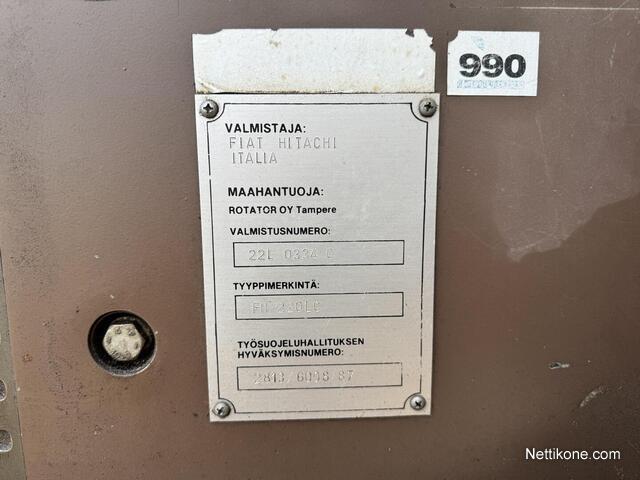 990
VALMISTAJA:
FIAT HITACHI
ITALIA
MAAHANTUOJA:
ROTATOR OY Tampere
VALMISTUSNUMERO:
TYYPPIMERKINTÄ:
TYÖSUOJELUHALLITUKSEN
HYVÄKSYMISNUMERO:
Nettikone.com